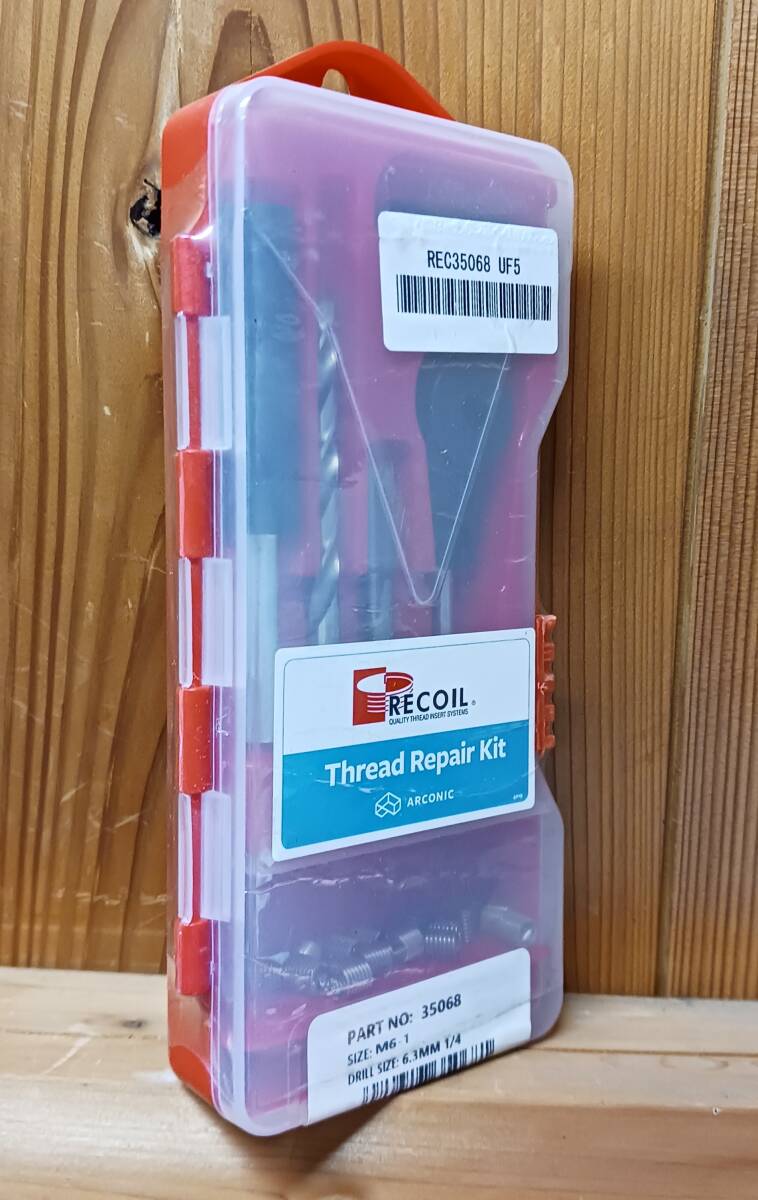 REC35068 UF5
RECOIL®
QUALITY THREAD INSERT SYSTEMS
Thread Repair Kit
ARCONIC
PART NO: 35068
SIZE: M6-1
DRILL SIZE: 6.3MM 1/4